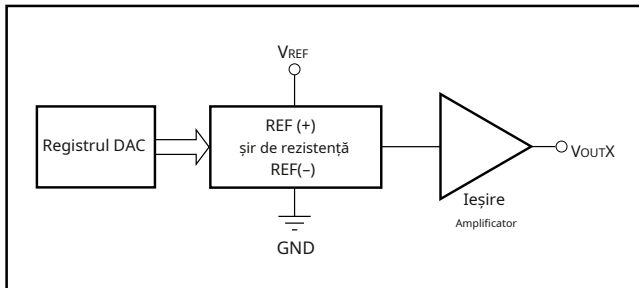 VREF
Registrul DAC
REF (+)
șir de rezistență
REF(–)
VOUTX
Ieșire
Amplificator
GND